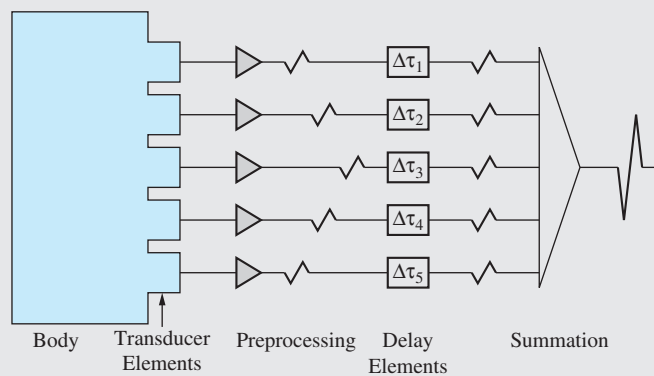 Δτ1
Δτ2
Δτ3
Δτ4
Δτ5
Body
Transducer
Elements
Preprocessing
Delay
Elements
Summation